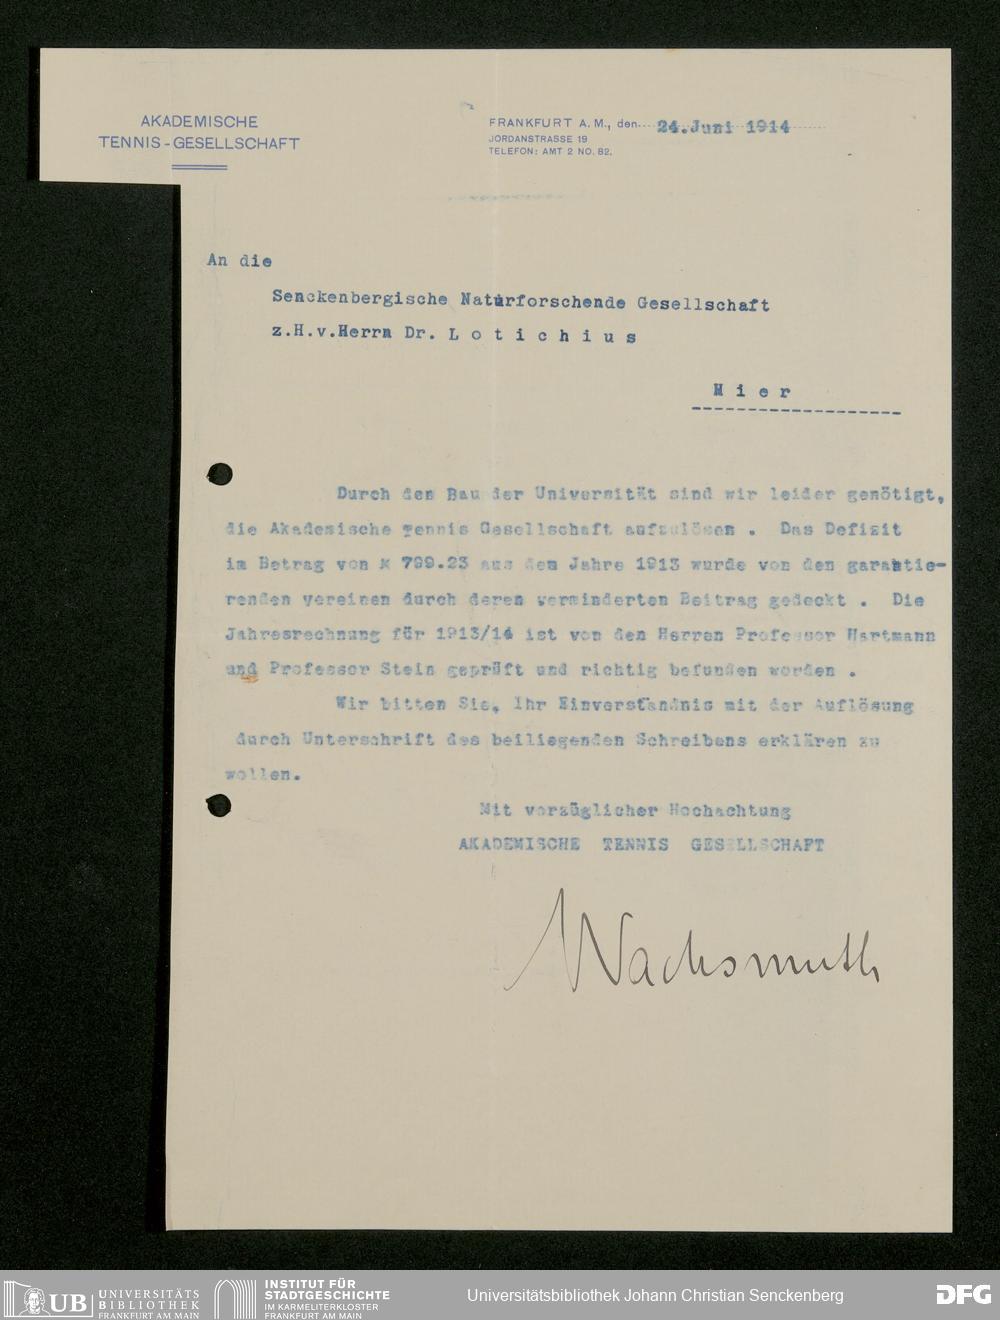 AKADEMISCHE
TENNIS-GESELLSCHAFT
FRANKFURT A. M., den 24.Juni 1914
JORDANSTRASSE 19
TELEFON: AMT 2 NO. 82.
An die
Senckenbergische Naturforschende Gesellschaft
z.H.v.Herrn Dr. L o t i c h i u s
H i e r
Durch den Bau der Universität sind wir leider genötigt,
die Akademische Tennis Gesellschaft aufzulösen . Das Defizit
im Betrag von M 799.23 aus dem Jahre 1913 wurde von den garantie-
renden vereinen durch deren verminderten Beitrag gedeckt . Die
Jahresrechnung für 1913/14 ist von den Herren Professor Hartmann
und Professor Stein geprüft und richtig befunden worden .
Wir bitten Sie, Ihr Einverständnis mit der Auflösung
durch Unterschrift des beiliegenden Schreibens erklären zu
wollen.
Mit vorzüglicher Hochachtung
AKADEMISCHE TENNIS GESELLSCHAFT
Wachsmuth
UB UNIVERSITÄTS
BIBLIOTHEK
FRANKFURT AM MAIN
INSTITUT FÜR
STADTGESCHICHTE
IM KARMELITERKLOSTER
FRANKFURT AM MAIN
Universitätsbibliothek Johann Christian Senckenberg
DFG